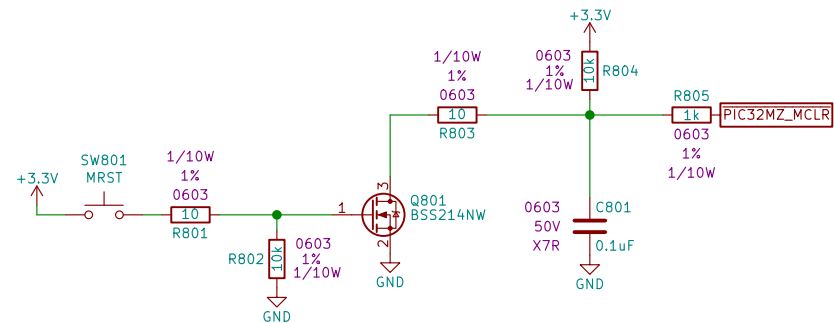 +3.3V
SW801
MRST
1/10W
1%
0603
10
R801
R802
10k
0603
1%
1/10W
GND
1
3
2
Q801
BSS214NW
GND
1/10W
1%
0603
10
R803
+3.3V
0603
1%
1/10W
10k
R804
0603
50V
X7R
C801
0.1uF
GND
R805
1k
0603
1%
1/10W
PIC32MZ_MCLR